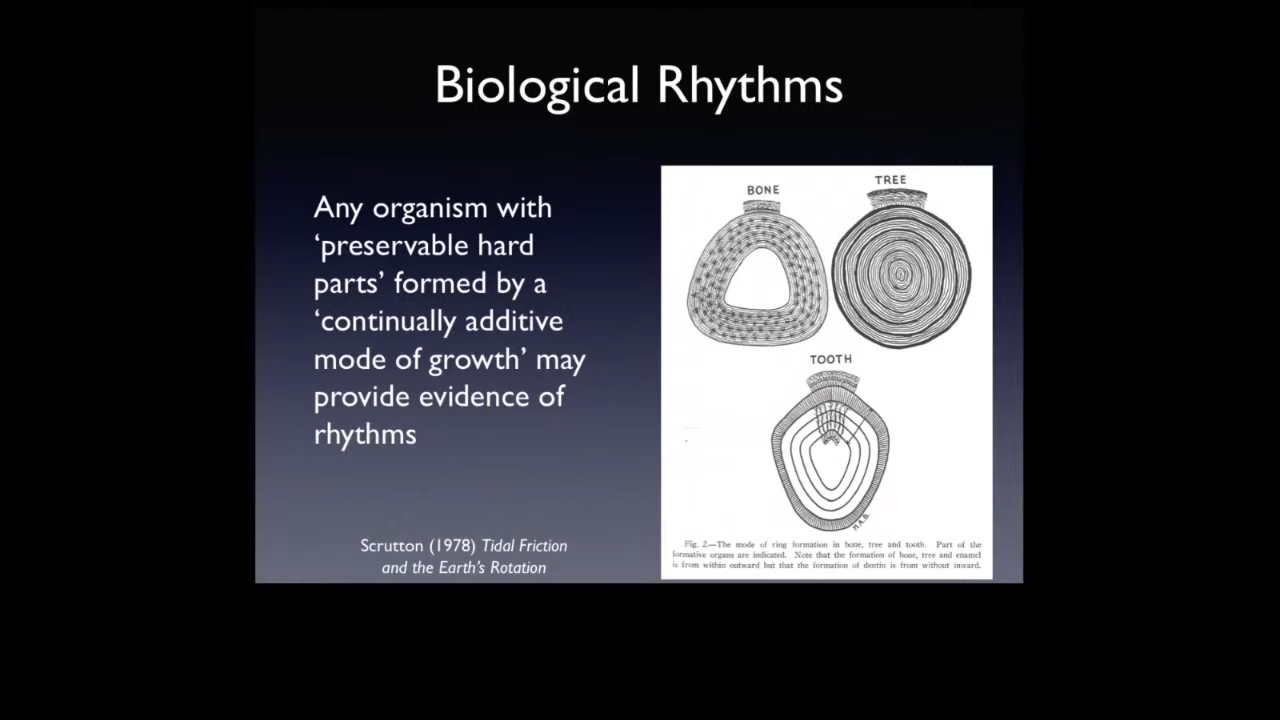 Biological Rhythms
Any organism with
‘preservable hard
parts’ formed by a
‘continually additive
mode of growth’ may
provide evidence of
rhythms
Scrutton (1978) Tidal Friction
and the Earth’s Rotation
BONE
TREE
TOOTH
M.A.B.
Fig. 2.—The mode of ring formation in bone, tree and tooth. Part of the
formative organs are indicated. Note that the formation of bone, tree and enamel
is from within outward but that the formation of dentin is from without inward.